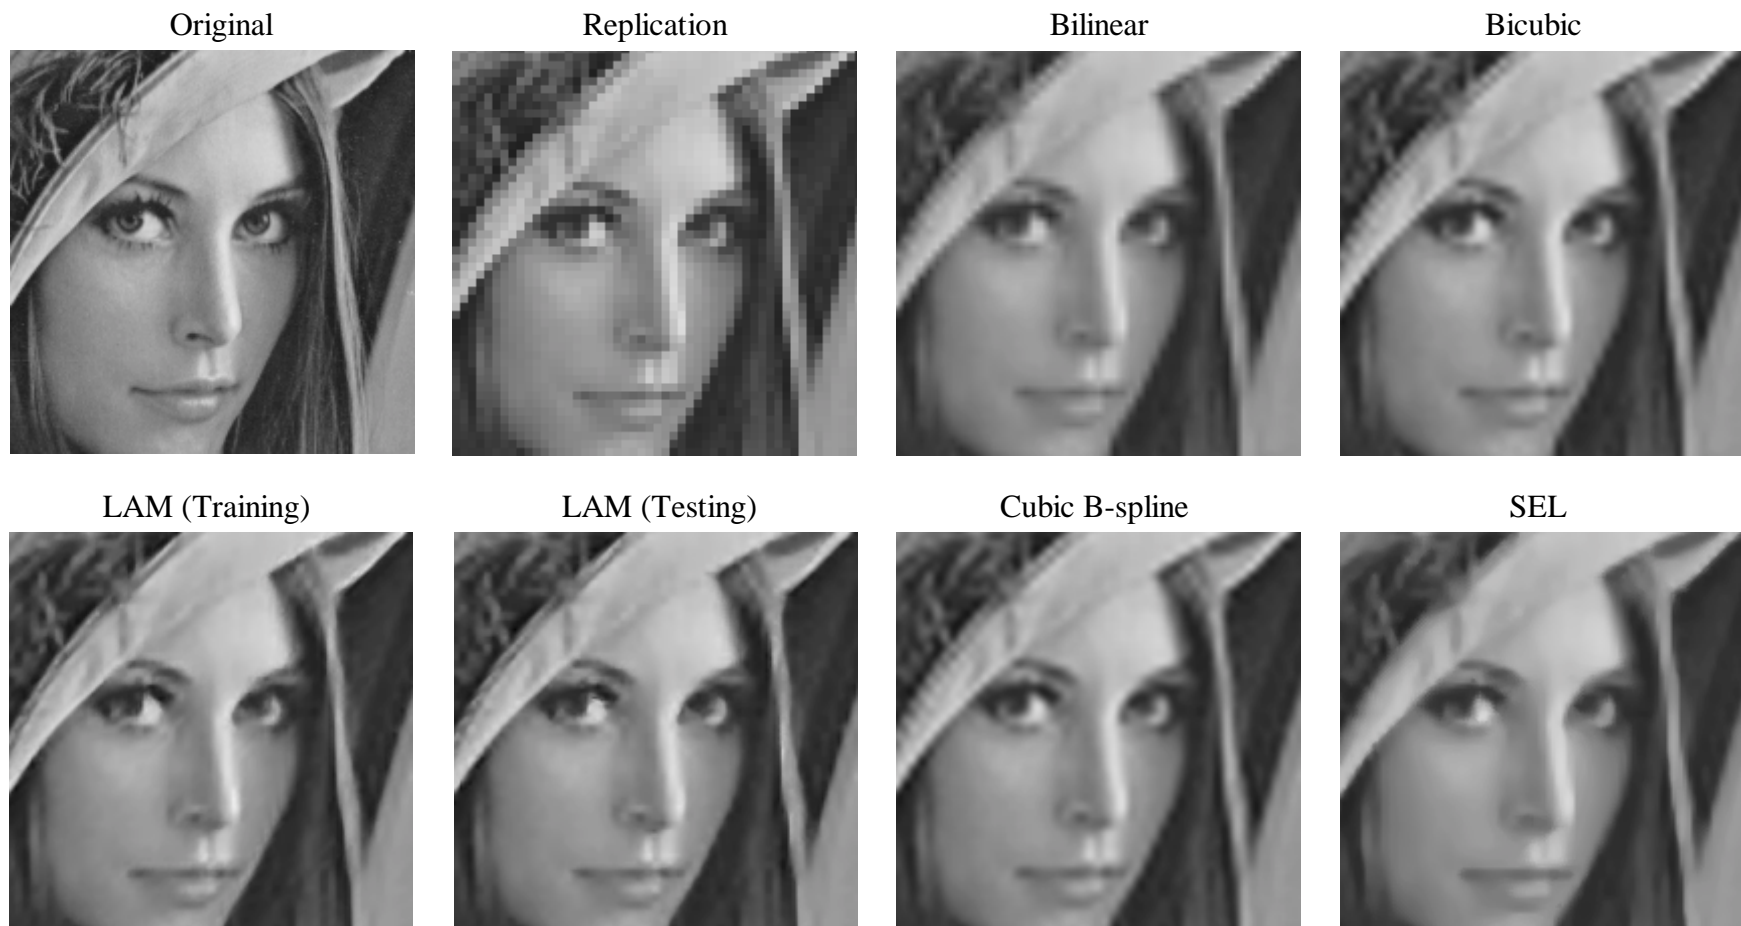 Original
Replication
Bilinear
Bicubic
LAM (Training)
LAM (Testing)
Cubic B-spline
SEL